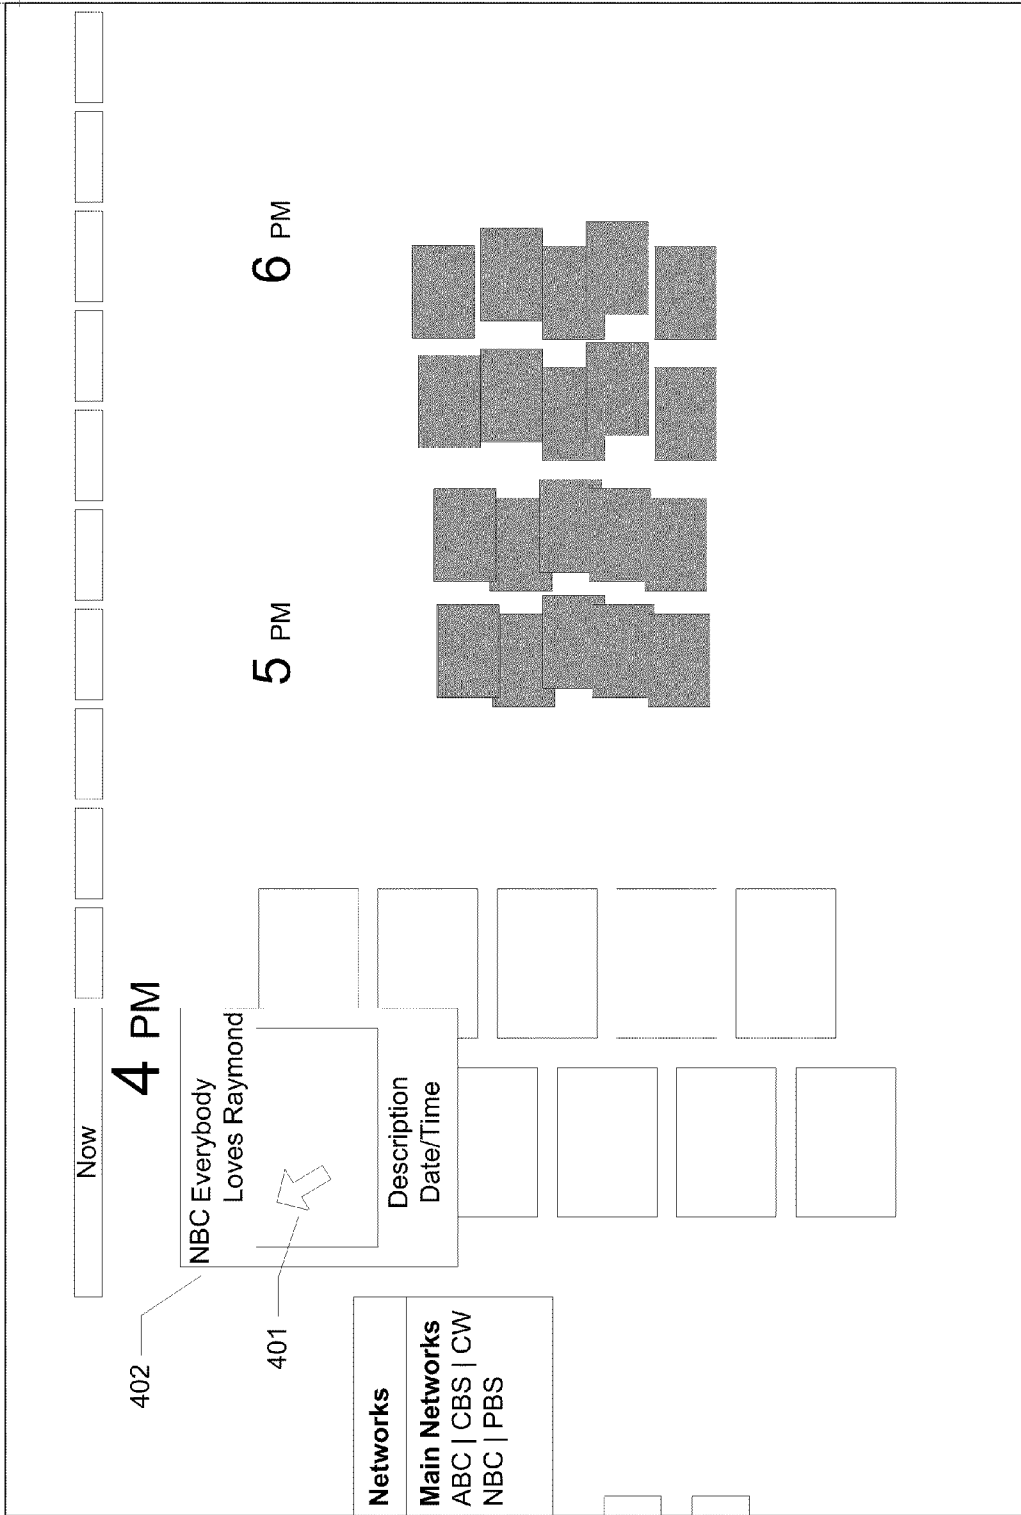 Now
4 PM
5 PM
6 PM
402
NBC Everybody
Loves Raymond
401
Description
Date/Time
Networks
Main Networks
ABC | CBS | CW
NBC | PBS